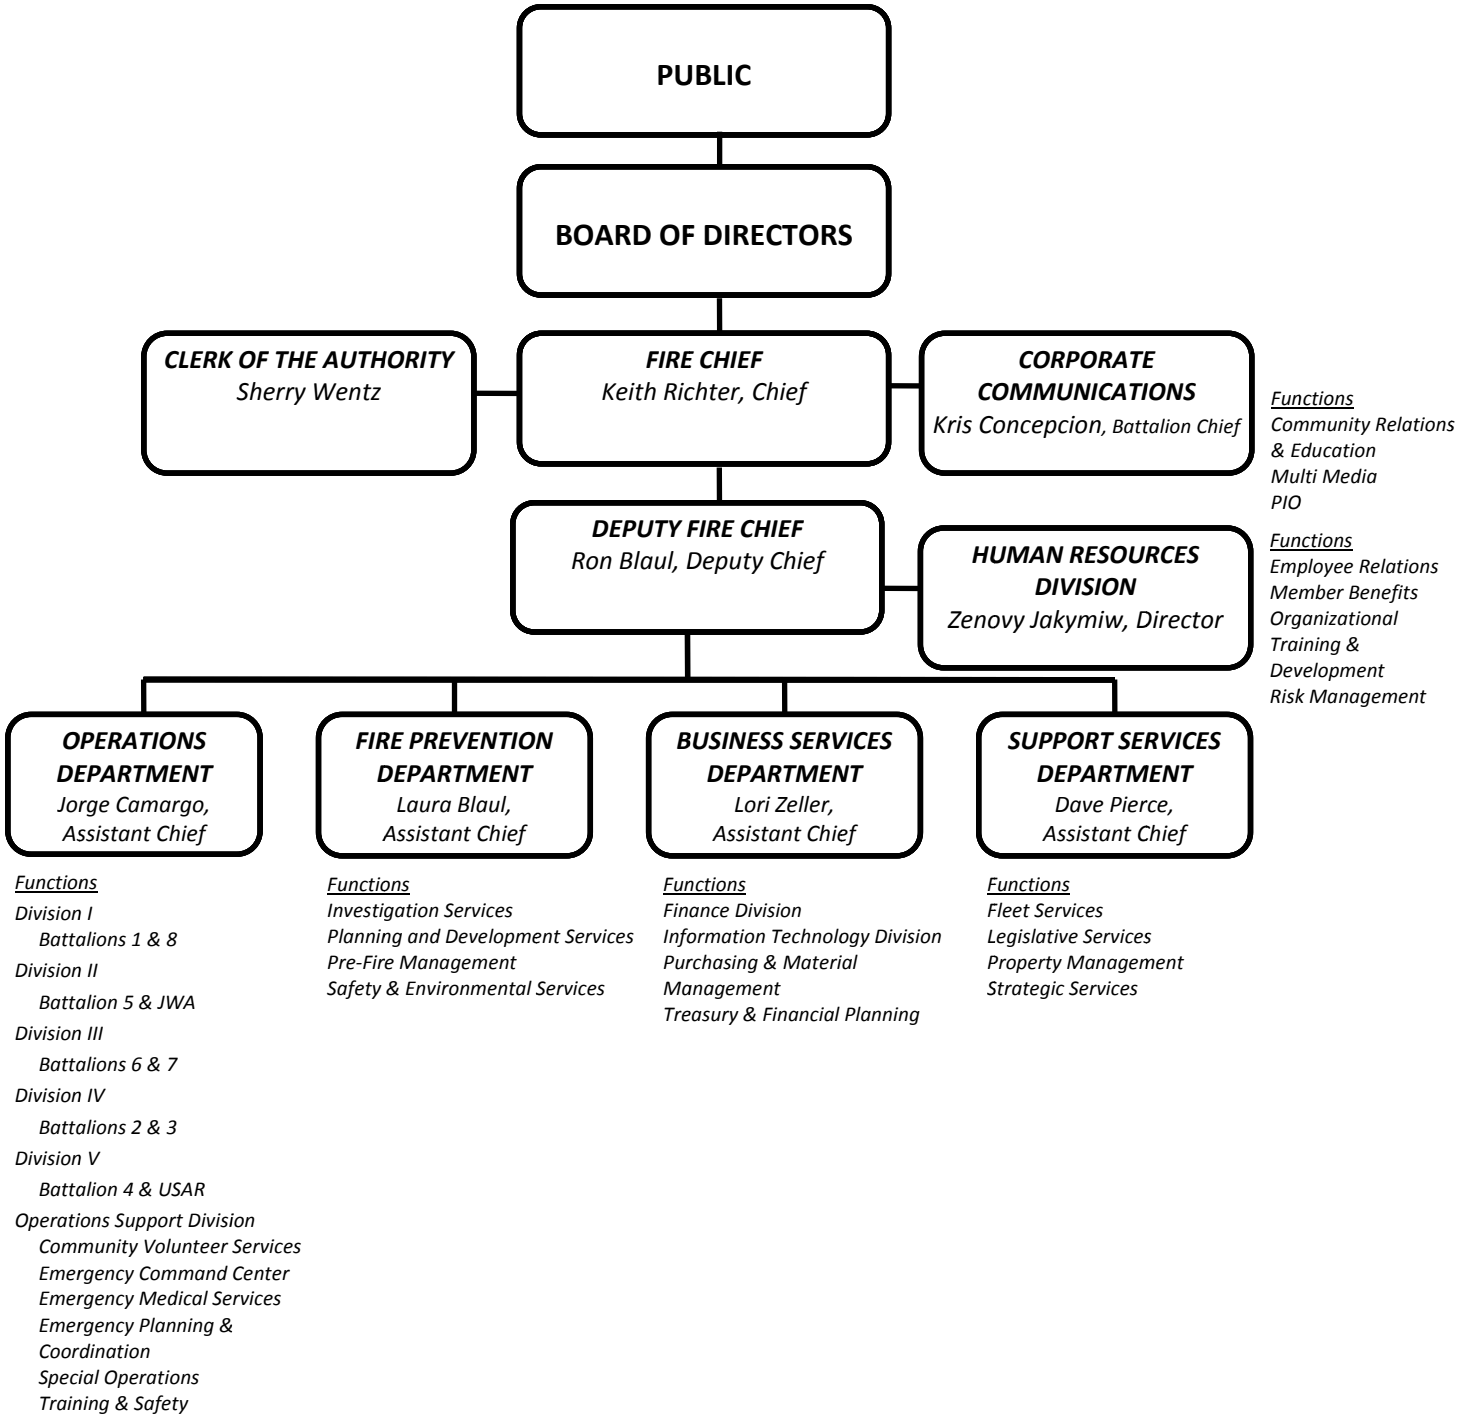 PUBLIC
BOARD OF DIRECTORS
CLERK OF THE AUTHORITY
Sherry Wentz
FIRE CHIEF
Keith Richter, Chief
CORPORATE
COMMUNICATIONS
Kris Concepcion, Battalion Chief
Functions
Community Relations
& Education
Multi Media
PIO
DEPUTY FIRE CHIEF
Ron Blaul, Deputy Chief
HUMAN RESOURCES
DIVISION
Zenovy Jakymiw, Director
Functions
Employee Relations
Member Benefits
Organizational
Training &
Development
Risk Management
OPERATIONS
DEPARTMENT
Jorge Camargo,
Assistant Chief
FIRE PREVENTION
DEPARTMENT
Laura Blaul,
Assistant Chief
BUSINESS SERVICES
DEPARTMENT
Lori Zeller,
Assistant Chief
SUPPORT SERVICES
DEPARTMENT
Dave Pierce,
Assistant Chief
Functions
Division I
Battalions 1 & 8
Division II
Battalion 5 & JWA
Division III
Battalions 6 & 7
Division IV
Battalions 2 & 3
Division V
Battalion 4 & USAR
Operations Support Division
Community Volunteer Services
Emergency Command Center
Emergency Medical Services
Emergency Planning &
Coordination
Special Operations
Training & Safety
Functions
Investigation Services
Planning and Development Services
Pre-Fire Management
Safety & Environmental Services
Functions
Finance Division
Information Technology Division
Purchasing & Material
Management
Treasury & Financial Planning
Functions
Fleet Services
Legislative Services
Property Management
Strategic Services